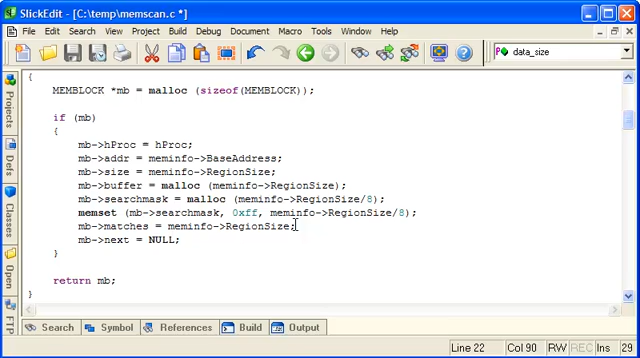 SlickEdit - [C:\temp\memscan.c *]
File Edit Search View Project Build Debug Document Macro Tools Window Help
data_size
{
MEMBLOCK *mb = malloc (sizeof(MEMBLOCK));
if (mb)
{
mb->hProc = hProc;
mb->addr = meminfo->BaseAddress;
mb->size = meminfo->RegionSize;
mb->buffer = malloc (meminfo->RegionSize);
mb->searchmask = malloc (meminfo->RegionSize/8);
memset (mb->searchmask, 0xff, meminfo->RegionSize/8);
mb->matches = meminfo->RegionSize;
mb->next = NULL;
}
return mb;
}
Projects
Defs
Classes
Open
FTP
Search Symbol References Build Output
Line 22 Col 90 RW REC Ins 29